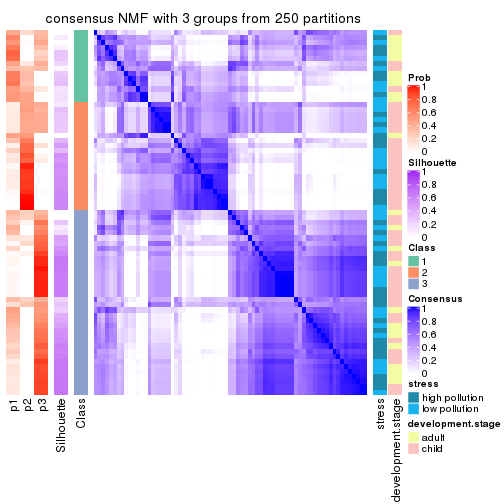 consensus NMF with 3 groups from 250 partitions
Prob
1
0.8
0.6
0.4
0.2
0
Silhouette
1
0.8
0.6
0.4
0.2
0
Class
1
2
3
Consensus
1
0.8
0.6
0.4
0.2
0
stress
high pollution
low pollution
development.stage
adult
child
p1
p2
p3
Silhouette
Class
stress
development.stage